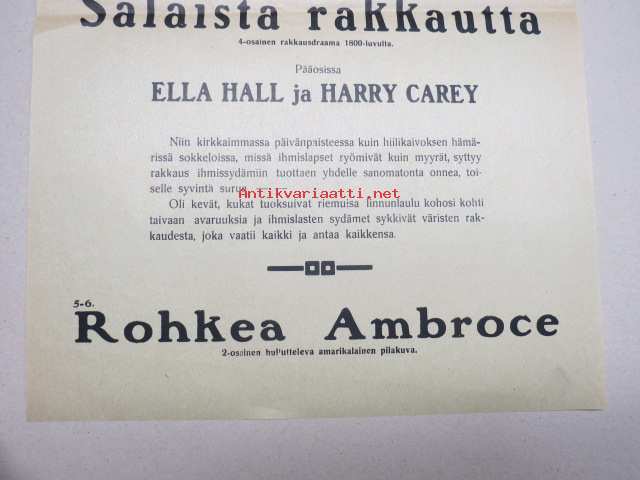 Salaista rakkautta
4-osainen rakkausdraama 1800-luvulta.
Pääosissa
ELLA HALL ja HARRY CAREY
Niin kirkkaimmassa päivänpaisteessa kuin hiilikaivoksen hämä-
rissä sokkeloissa, missä ihmislapset ryömivät kuin myyrät, syttyy
rakkaus ihmissydämiin tuottaen yhdelle sanomatonta onnea, toi-
selle syvintä surua.
Antikvariaatti.net
Oli kevät, kukat tuoksuivat riemuisa linnunlaulu kohosi kohti
taivaan avaruuksia ja ihmislasten sydämet sykkivät väristen rak-
kaudesta, joka vaatii kaikki ja antaa kaikkensa.
5-6.
Rohkea Ambroce
2-osainen hullutteleva amarikalainen pilakuva.